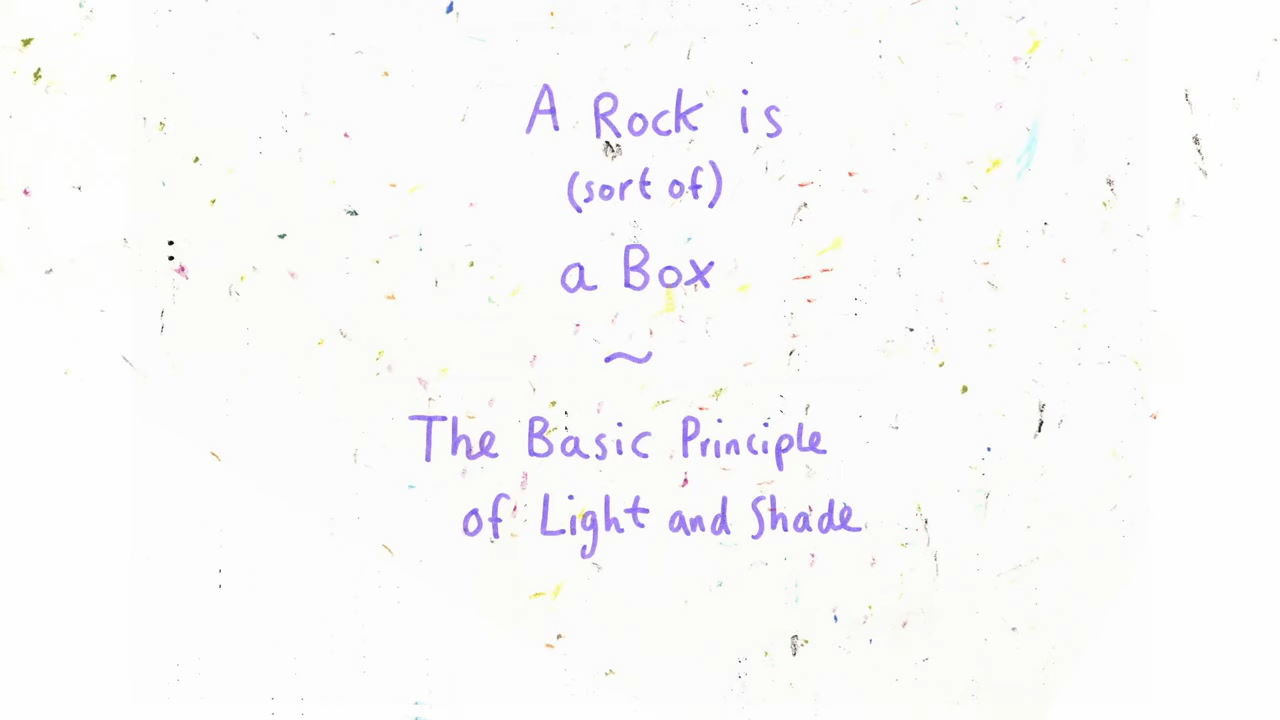 A Rock is
(sort of)
a Box
~
The Basic Principle
of Light and Shade